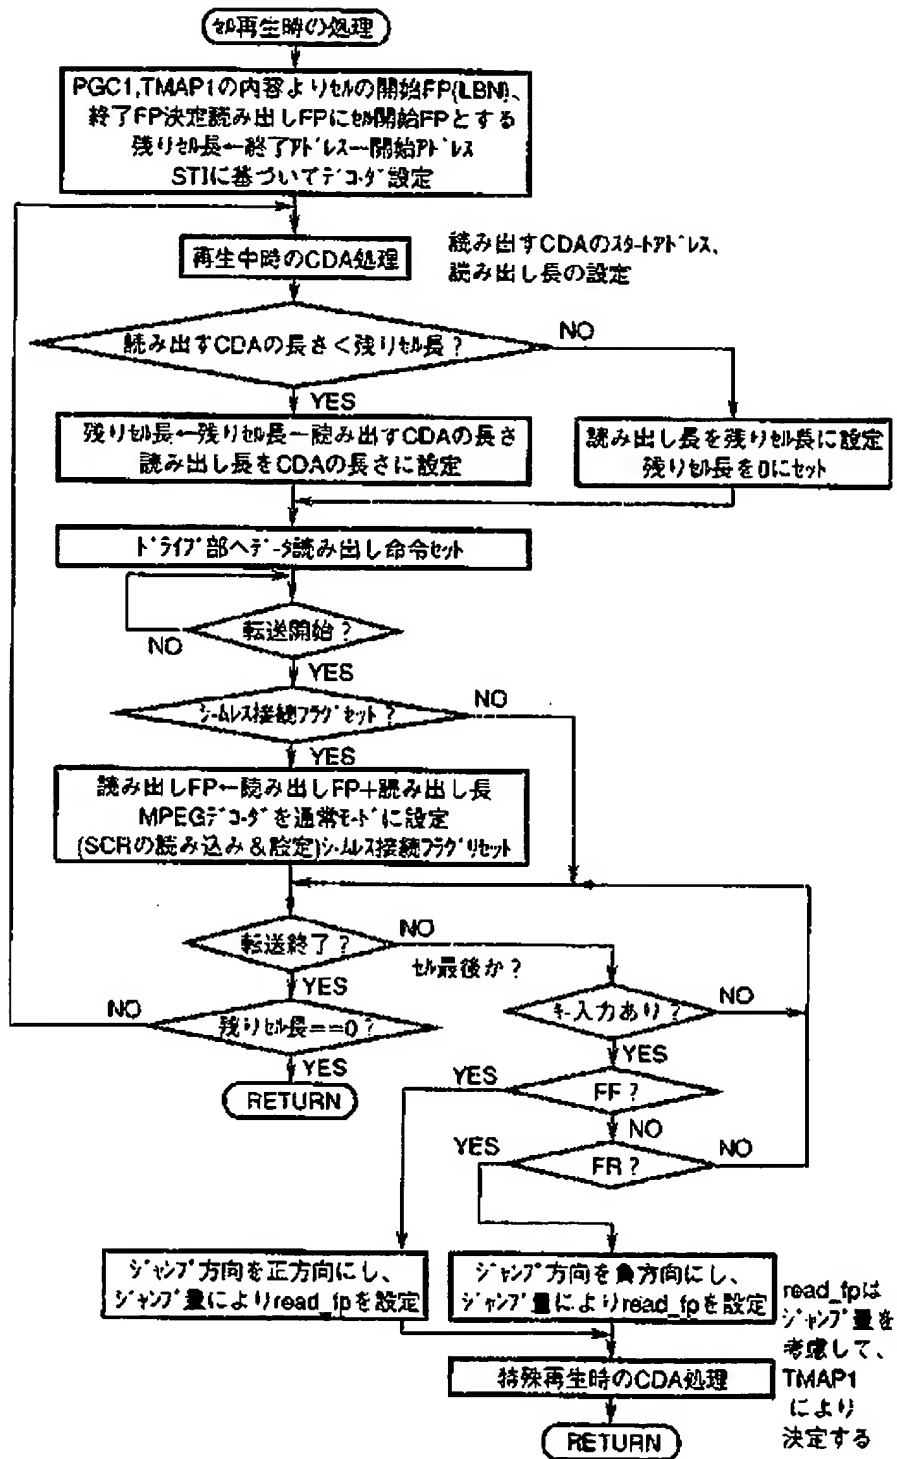 ｾﾙ再生時の処理
PGC1,TMAP1の内容よりｾﾙの開始FP(LBN)、
終了FP決定読み出しFPにｾﾙ開始FPとする
残りｾﾙ長←終了ｱﾄﾞﾚｽ−開始ｱﾄﾞﾚｽ
STIに基づいてﾃﾞｺｰﾀﾞ設定
再生中時のCDA処理
読み出すCDAのｽﾀｰﾄｱﾄﾞﾚｽ、
読み出し長の設定
読み出すCDAの長さ<残りｾﾙ長?
NO
YES
残りｾﾙ長←残りｾﾙ長−読み出すCDAの長さ
読み出し長をCDAの長さに設定
読み出し長を残りｾﾙ長に設定
残りｾﾙ長を0にセット
ﾄﾞﾗｲﾌﾞ部へﾃﾞｰﾀ読み出し命令ｾｯﾄ
転送開始?
NO
YES
ｼｰﾑﾚｽ接続ﾌﾗｸﾞｾｯﾄ?
NO
YES
読み出しFP←読み出しFP+読み出し長
MPEGﾃﾞｺｰﾀﾞを通常ﾓｰﾄﾞに設定
(SCRの読み込み&設定)ｼｰﾑﾚｽ接続ﾌﾗｸﾞﾘｾｯﾄ
転送終了?
NO
ｾﾙ最後か?
YES
残りｾﾙ長==0?
NO
YES
RETURN
ｷｰ入力あり?
NO
YES
FF?
YES
NO
FR?
YES
NO
ｼﾞｬﾝﾌﾟ方向を正方向にし、
ｼﾞｬﾝﾌﾟ量によりread_fpを設定
ｼﾞｬﾝﾌﾟ方向を負方向にし、
ｼﾞｬﾝﾌﾟ量によりread_fpを設定
read_fpは
ｼﾞｬﾝﾌﾟ量を
考慮して、
TMAP1
により
決定する
特殊再生時のCDA処理
RETURN